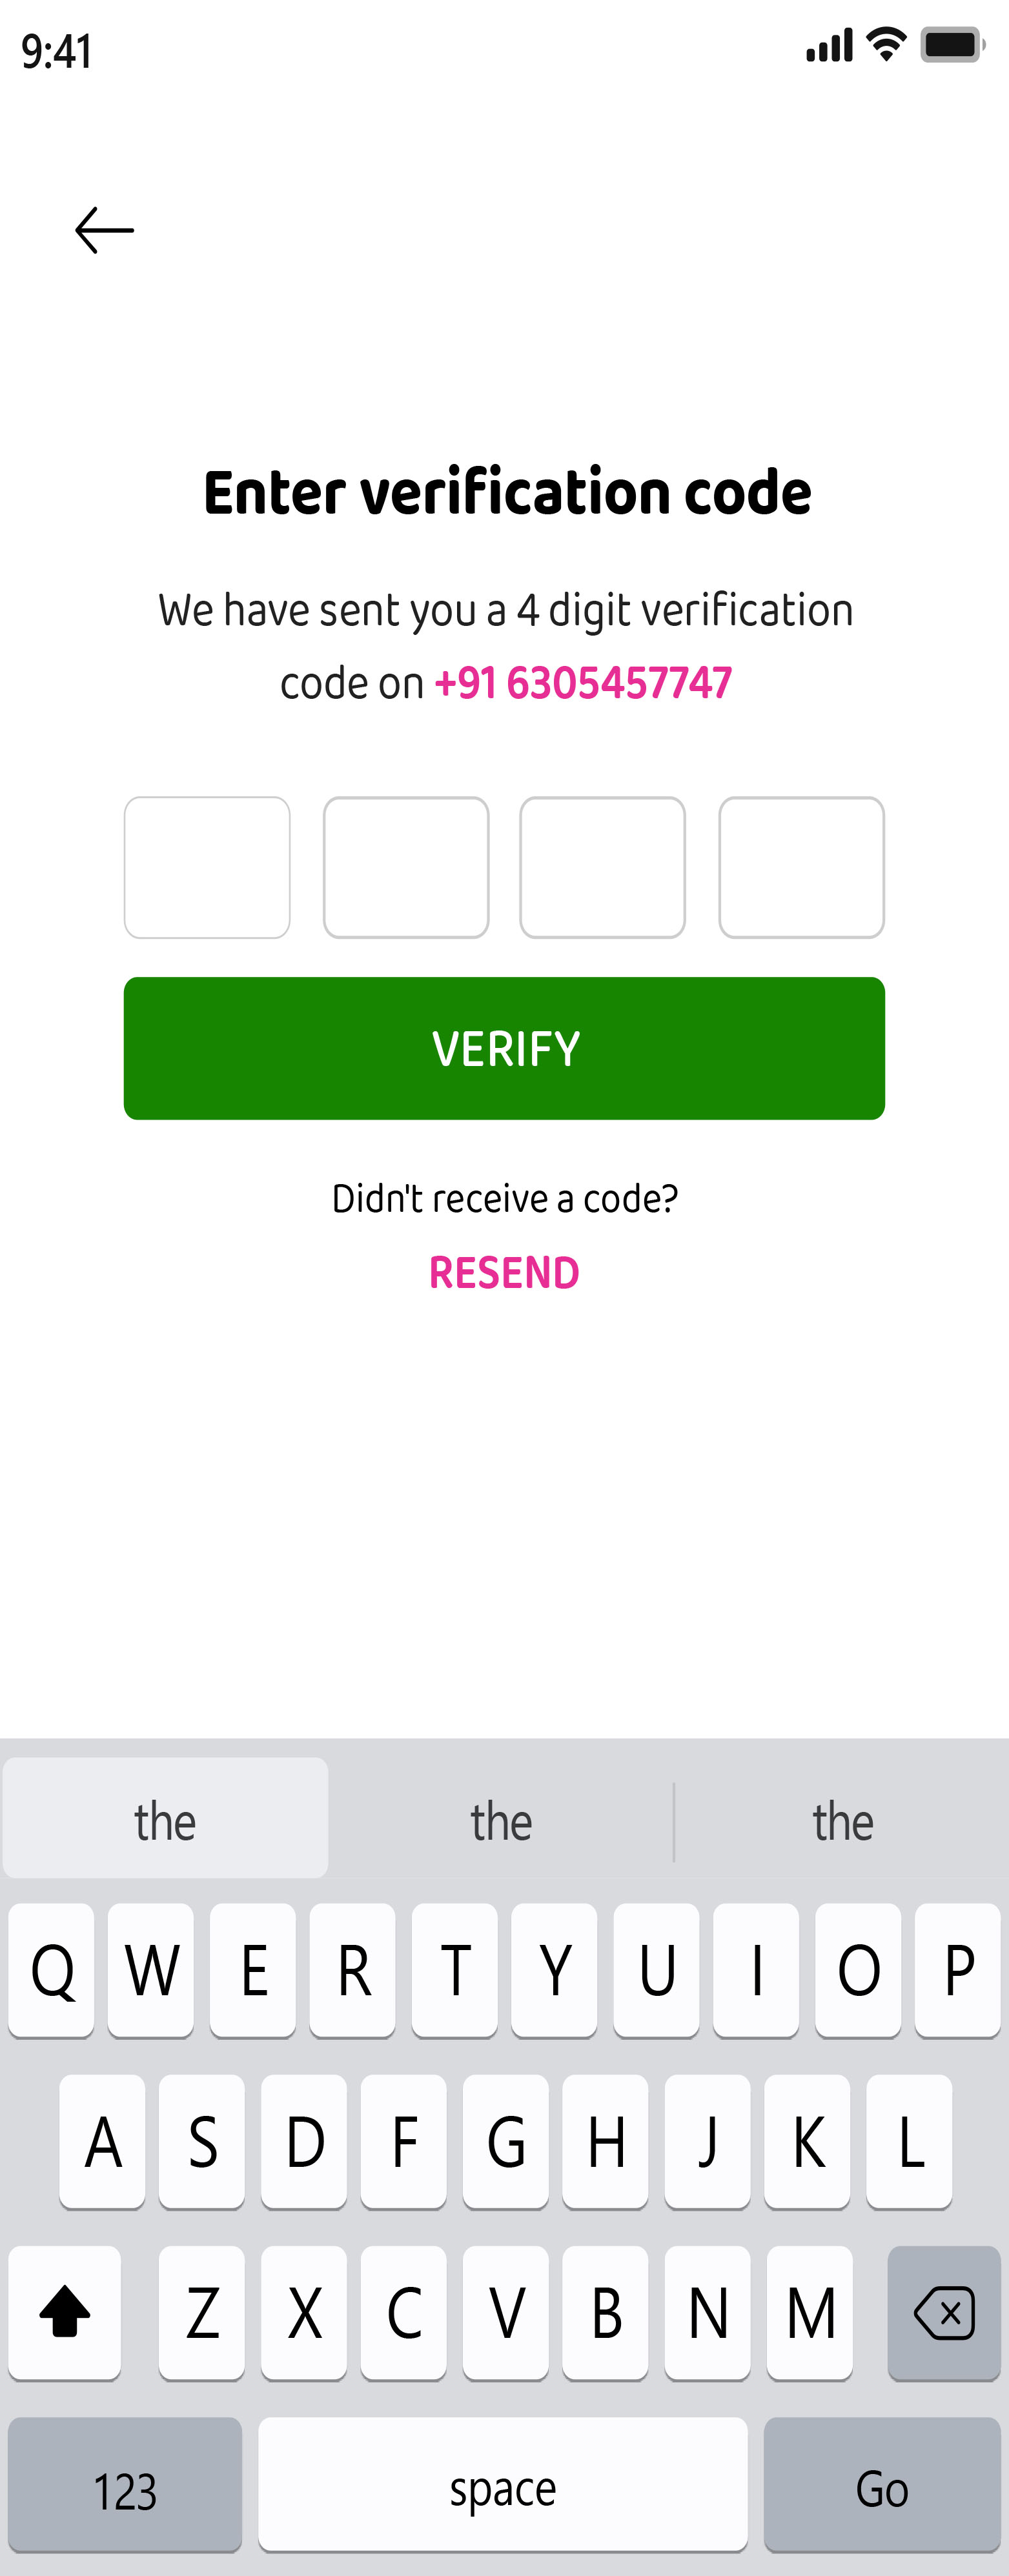 9:41
Enter verification code
We have sent you a 4 digit verification
code on +91 6305457747
VERIFY
Didn't receive a code?
RESEND
the the the
Q W E R T Y U I O P
A S D F G H J K L
Z X C V B N M
123 space Go